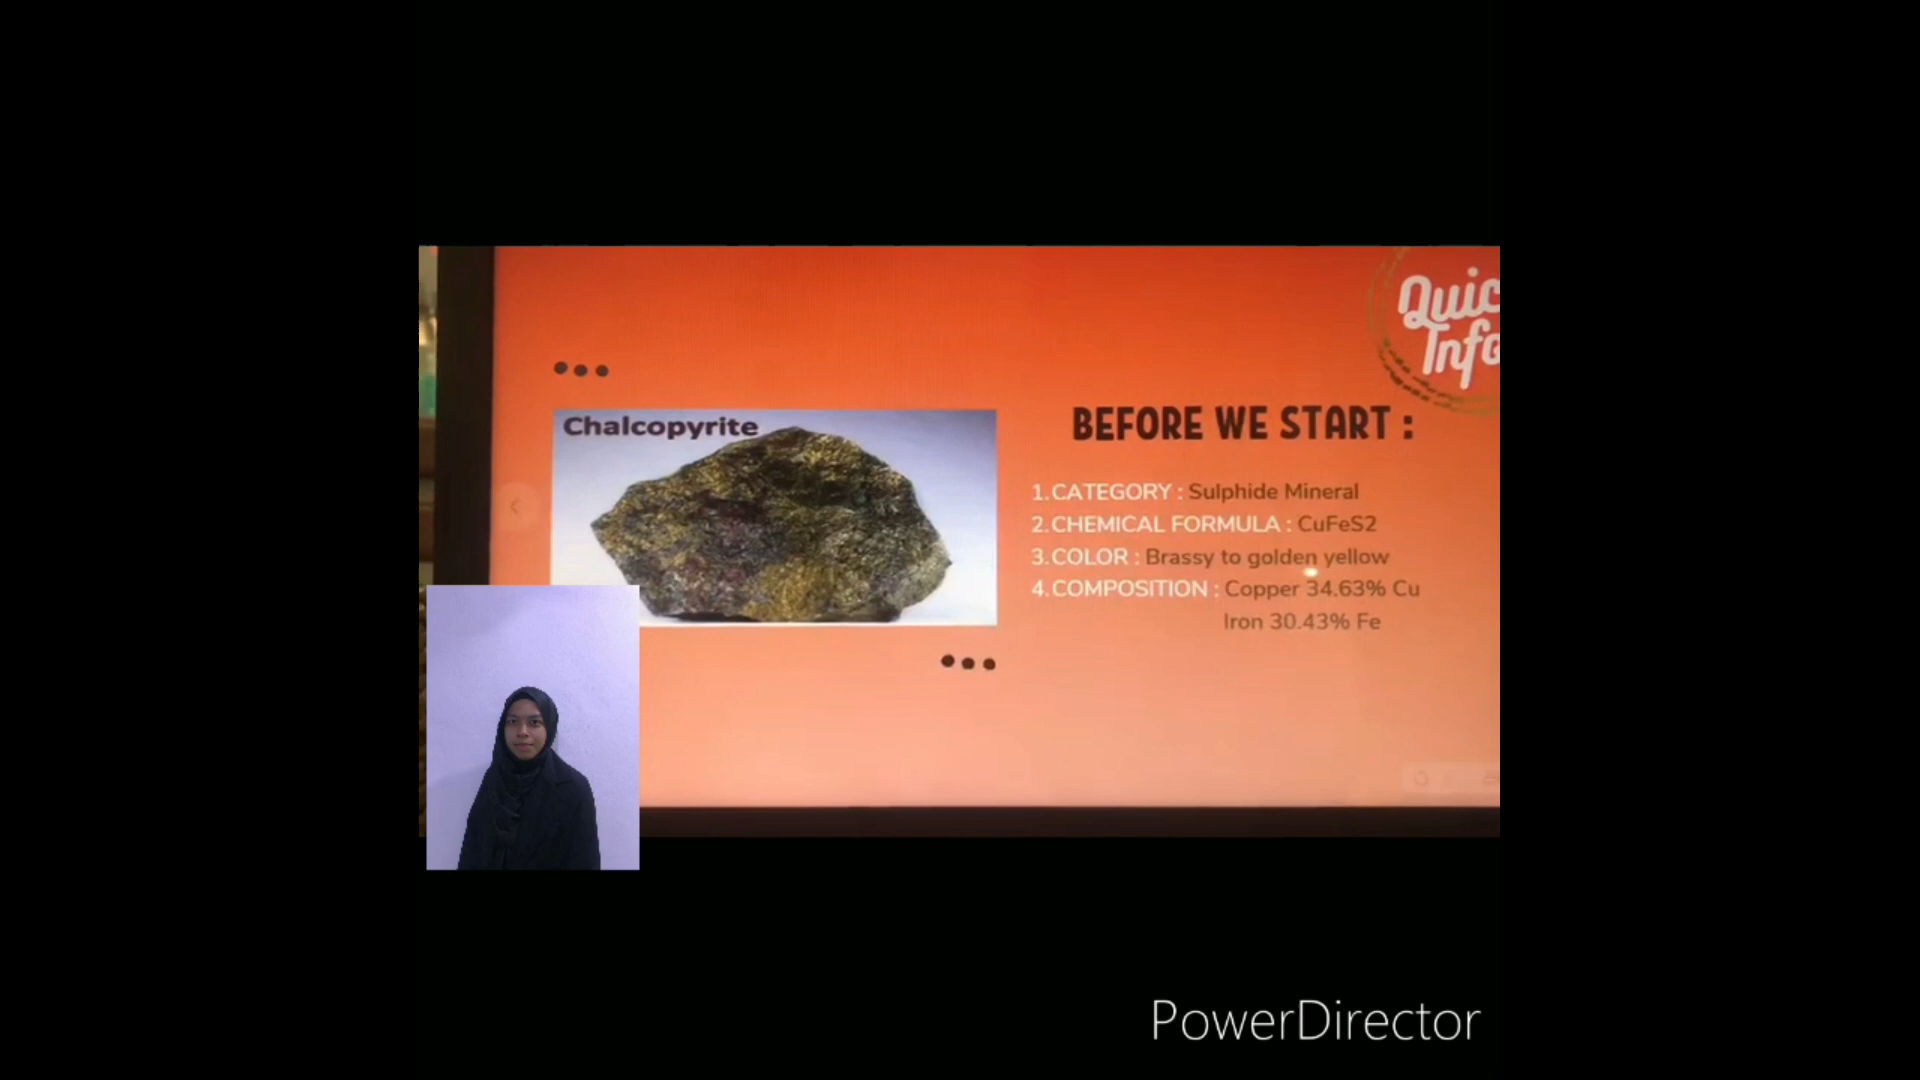 Quic
Info
Chalcopyrite
BEFORE WE START :
1. CATEGORY : Sulphide Mineral
2. CHEMICAL FORMULA : CuFeS2
3. COLOR : Brassy to golden yellow
4. COMPOSITION : Copper 34.63% Cu
Iron 30.43% Fe
PowerDirector